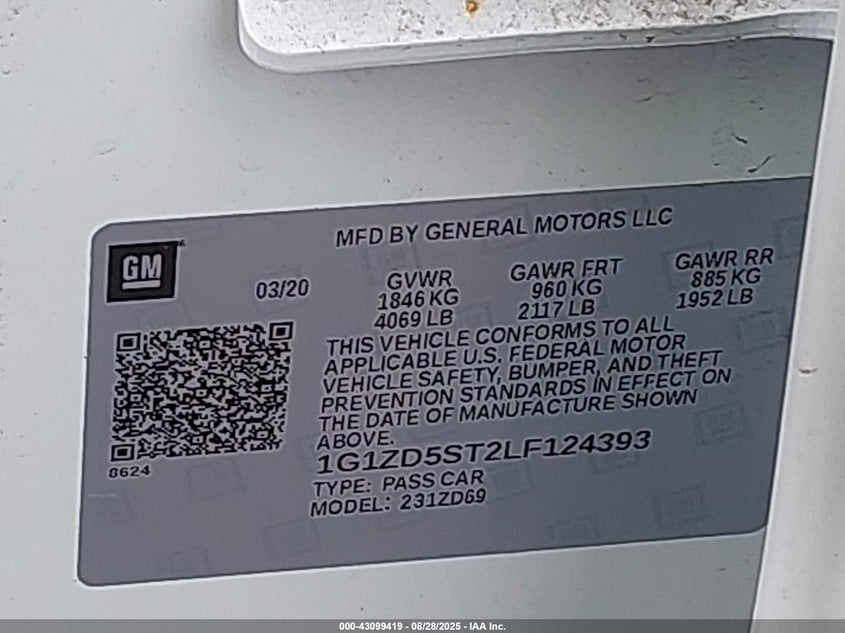 MFD BY GENERAL MOTORS LLC
GM
03/20
GVWR
1846 KG
4069 LB
GAWR FRT
960 KG
2117 LB
GAWR RR
885 KG
1952 LB
THIS VEHICLE CONFORMS TO ALL
APPLICABLE U.S. FEDERAL MOTOR
VEHICLE SAFETY, BUMPER, AND THEFT
PREVENTION STANDARDS IN EFFECT ON
THE DATE OF MANUFACTURE SHOWN
ABOVE.
8624
1G1ZD5ST2LF124393
TYPE: PASS CAR
MODEL: 231ZD69
000-43099419 - 08/28/2025 - IAA Inc.